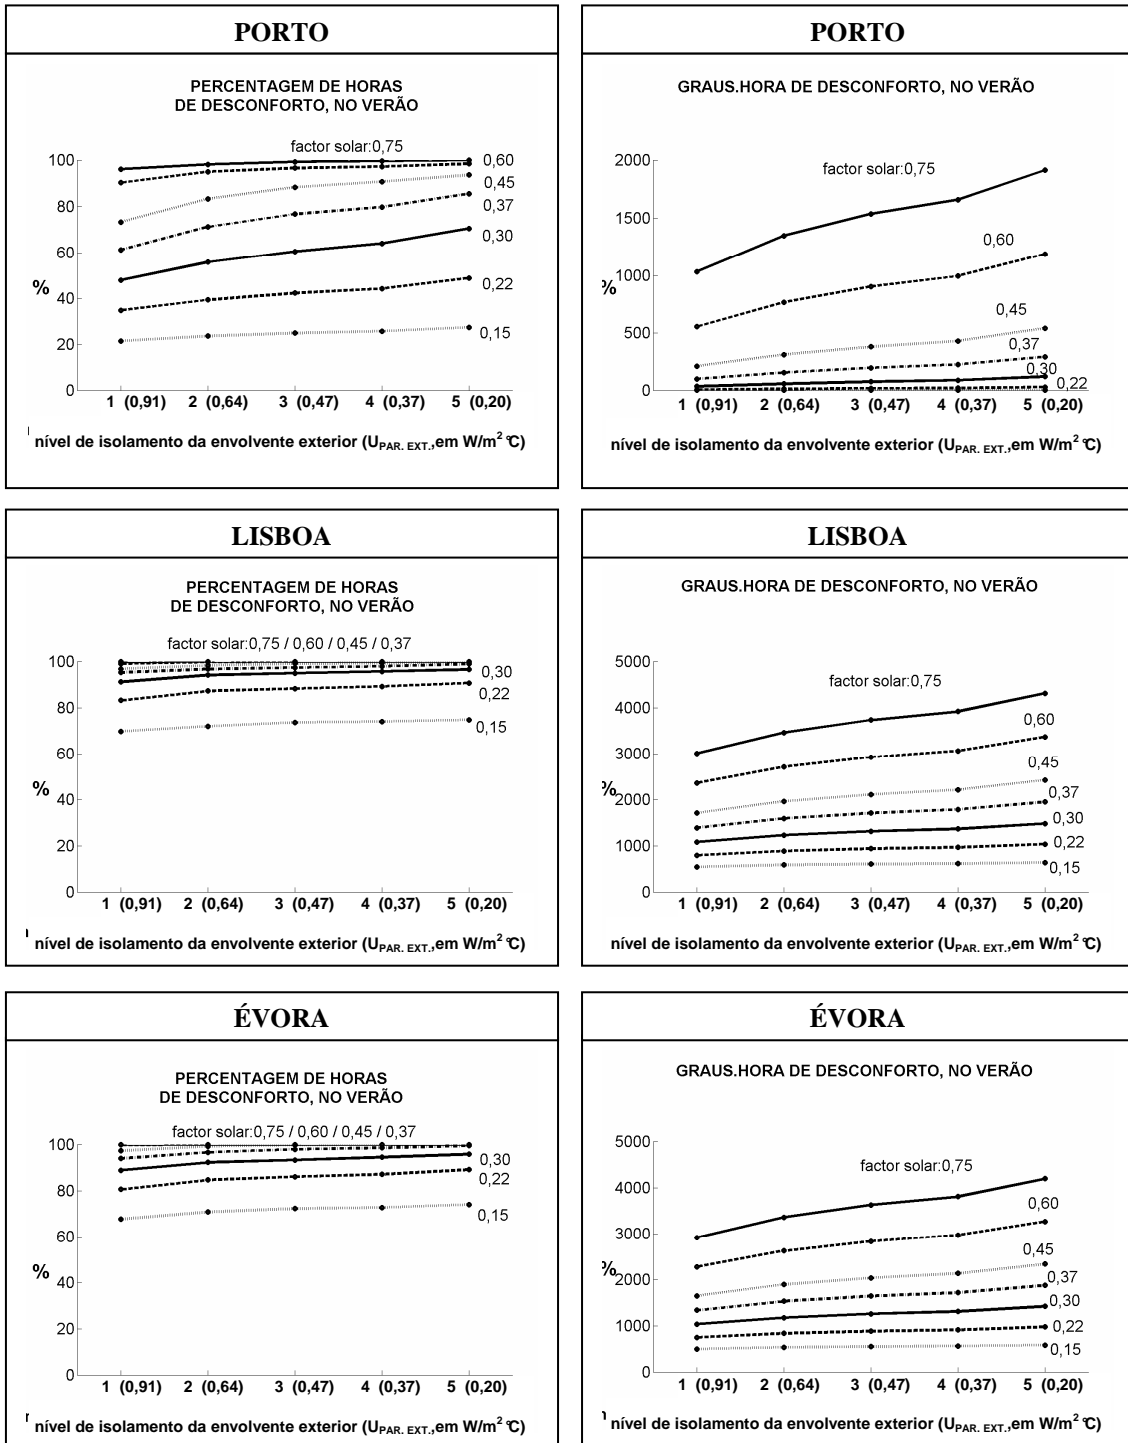 PORTO
PERCENTAGEM DE HORAS
DE DESCONFORTO, NO VERÃO
factor solar:0,75
100
80
60
%
40
20
0
0,60
0,45
0,37
0,30
0,22
0,15
1 (0,91) 2 (0,64) 3 (0,47) 4 (0,37) 5 (0,20)
nível de isolamento da envolvente exterior (U PAR. EXT.,em W/m² °C)
PORTO
GRAUS.HORA DE DESCONFORTO, NO VERÃO
factor solar:0,75
2000
1500
1000
%
500
0
0,60
0,45
0,37
0,30
0,22
1 (0,91) 2 (0,64) 3 (0,47) 4 (0,37) 5 (0,20)
nível de isolamento da envolvente exterior (U PAR. EXT.,em W/m² °C)
LISBOA
PERCENTAGEM DE HORAS
DE DESCONFORTO, NO VERÃO
factor solar:0,75 / 0,60 / 0,45 / 0,37
100
80
60
%
40
20
0
0,30
0,22
0,15
1 (0,91) 2 (0,64) 3 (0,47) 4 (0,37) 5 (0,20)
nível de isolamento da envolvente exterior (U PAR. EXT.,em W/m² °C)
LISBOA
GRAUS.HORA DE DESCONFORTO, NO VERÃO
factor solar:0,75
5000
4000
3000
%
2000
1000
0
0,60
0,45
0,37
0,30
0,22
0,15
1 (0,91) 2 (0,64) 3 (0,47) 4 (0,37) 5 (0,20)
nível de isolamento da envolvente exterior (U PAR. EXT.,em W/m² °C)
ÉVORA
PERCENTAGEM DE HORAS
DE DESCONFORTO, NO VERÃO
factor solar:0,75 / 0,60 / 0,45 / 0,37
100
80
60
%
40
20
0
0,30
0,22
0,15
1 (0,91) 2 (0,64) 3 (0,47) 4 (0,37) 5 (0,20)
nível de isolamento da envolvente exterior (U PAR. EXT.,em W/m² °C)
ÉVORA
GRAUS.HORA DE DESCONFORTO, NO VERÃO
factor solar:0,75
5000
4000
3000
%
2000
1000
0
0,60
0,45
0,37
0,30
0,22
0,15
1 (0,91) 2 (0,64) 3 (0,47) 4 (0,37) 5 (0,20)
nível de isolamento da envolvente exterior (U PAR. EXT.,em W/m² °C)